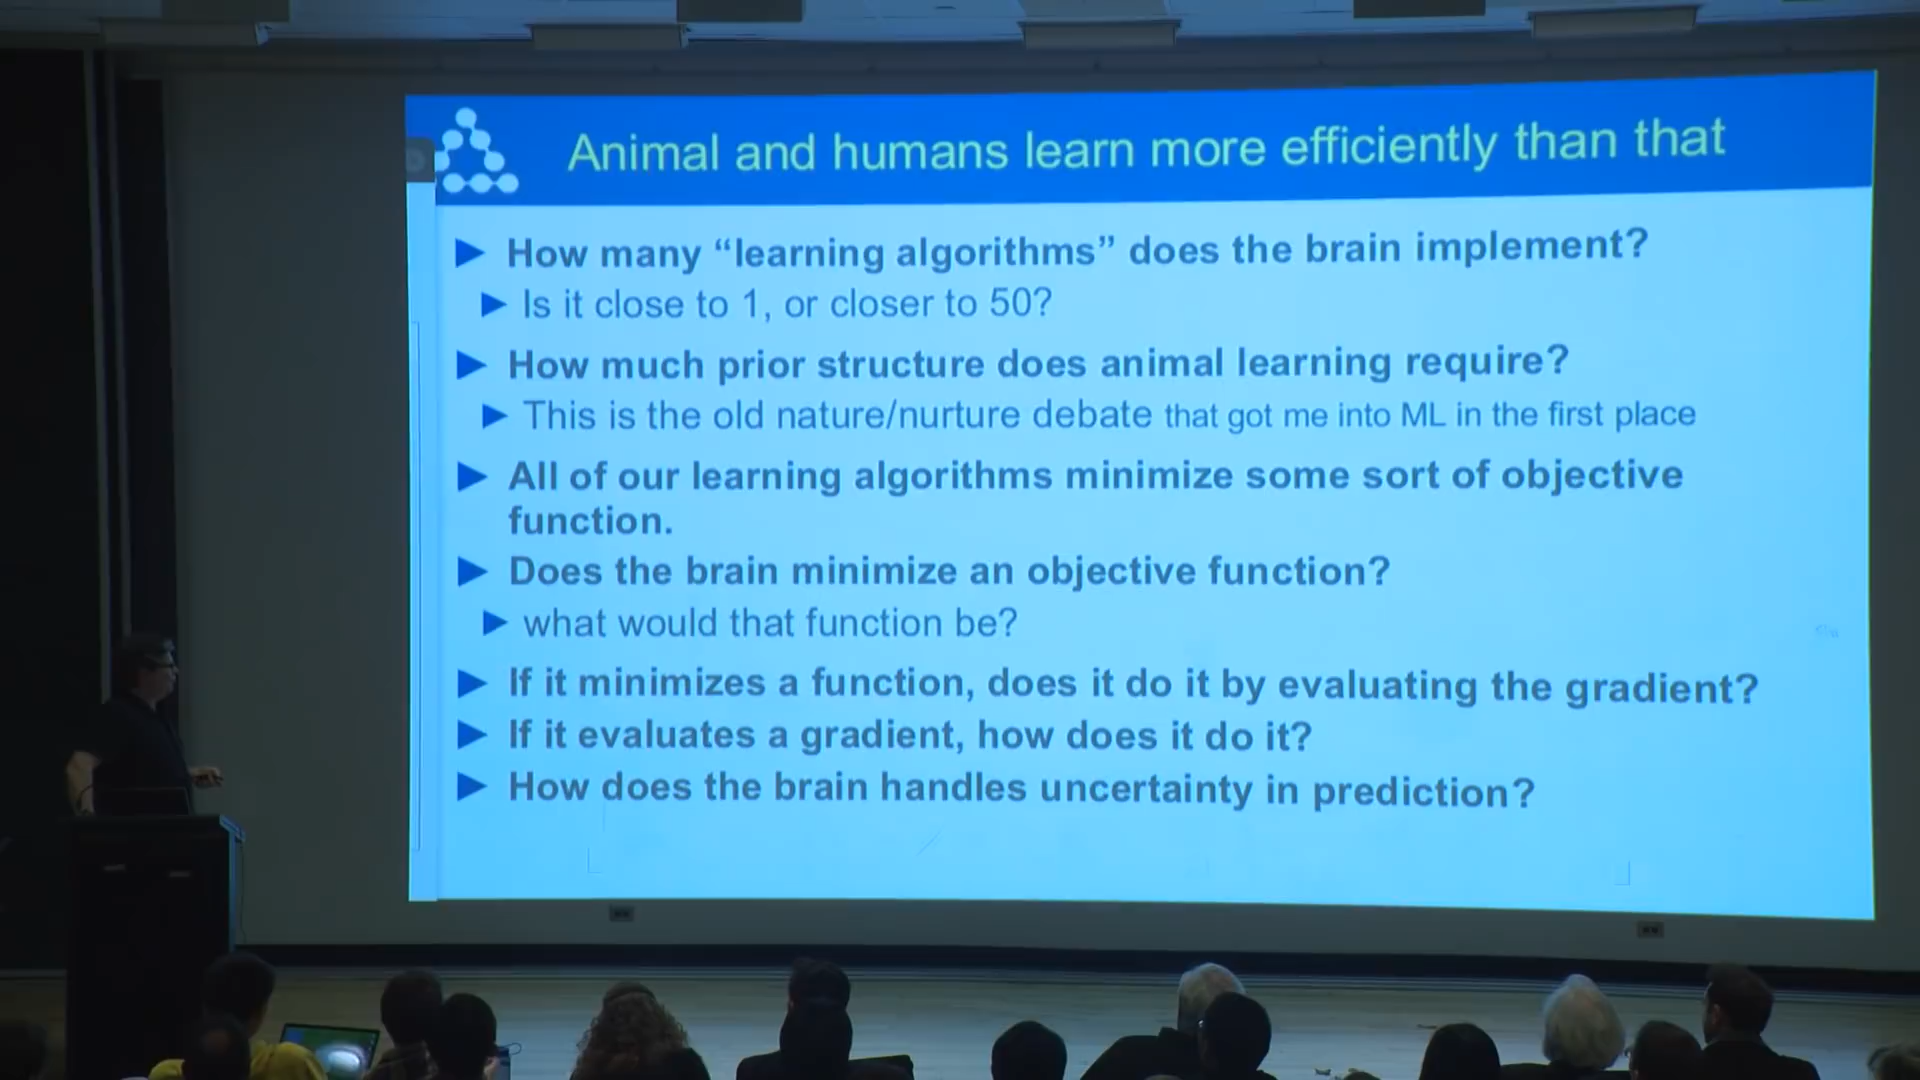 Animal and humans learn more efficiently than that
How many “learning algorithms” does the brain implement?
Is it close to 1, or closer to 50?
How much prior structure does animal learning require?
This is the old nature/nurture debate that got me into ML in the first place
All of our learning algorithms minimize some sort of objective
function.
Does the brain minimize an objective function?
what would that function be?
If it minimizes a function, does it do it by evaluating the gradient?
If it evaluates a gradient, how does it do it?
How does the brain handles uncertainty in prediction?